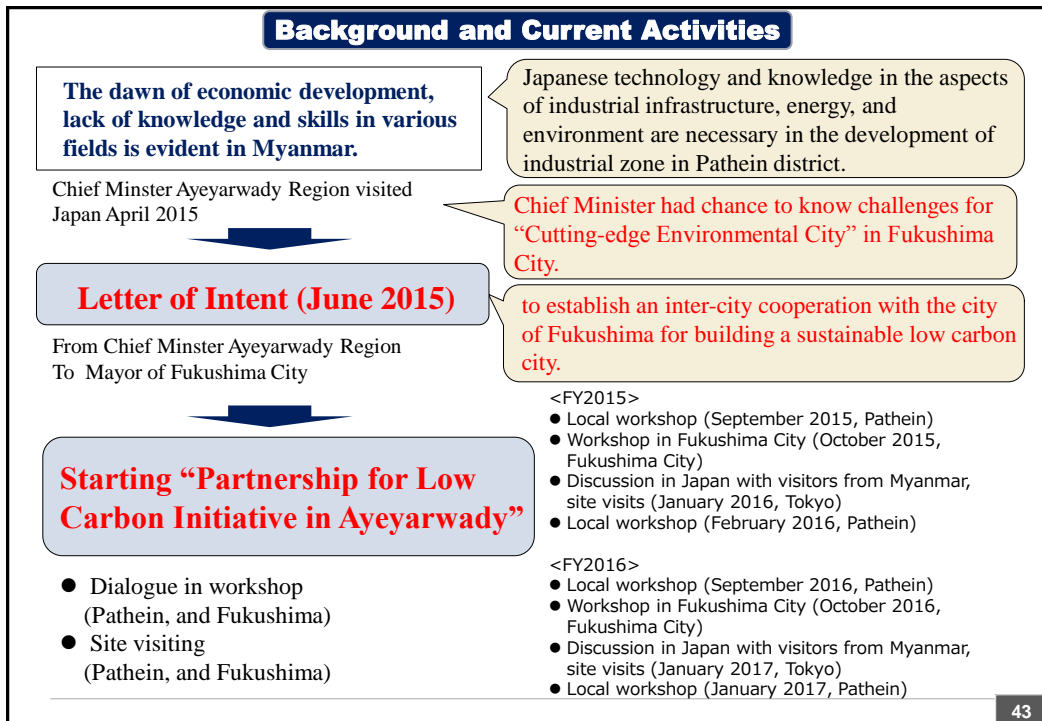 Background and Current Activities
The dawn of economic development,
lack of knowledge and skills in various
fields is evident in Myanmar.
Japanese technology and knowledge in the aspects
of industrial infrastructure, energy, and
environment are necessary in the development of
industrial zone in Pathein district.
Chief Minster Ayeyarwady Region visited
Japan April 2015
Chief Minister had chance to know challenges for
“Cutting-edge Environmental City” in Fukushima
City.
Letter of Intent (June 2015)
to establish an inter-city cooperation with the city
of Fukushima for building a sustainable low carbon
city.
From Chief Minster Ayeyarwady Region
To Mayor of Fukushima City
Starting “Partnership for Low
Carbon Initiative in Ayeyarwady”
● Dialogue in workshop
(Pathein, and Fukushima)
● Site visiting
(Pathein, and Fukushima)
<FY2015>
● Local workshop (September 2015, Pathein)
● Workshop in Fukushima City (October 2015,
Fukushima City)
● Discussion in Japan with visitors from Myanmar,
site visits (January 2016, Tokyo)
● Local workshop (February 2016, Pathein)
<FY2016>
● Local workshop (September 2016, Pathein)
● Workshop in Fukushima City (October 2016,
Fukushima City)
● Discussion in Japan with visitors from Myanmar,
site visits (January 2017, Tokyo)
● Local workshop (January 2017, Pathein)
43